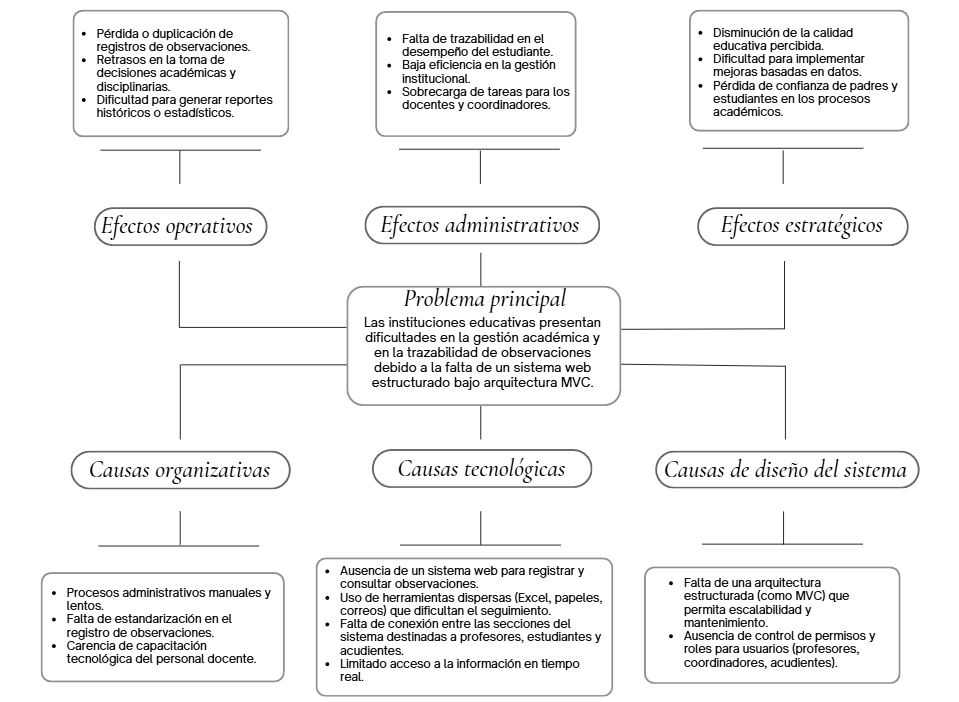 • Pérdida o duplicación de
registros de observaciones.
• Retrasos en la toma de
decisiones académicas y
disciplinarias.
• Dificultad para generar reportes
históricos o estadísticos.
• Falta de trazabilidad en el
desempeño del estudiante.
• Baja eficiencia en la gestión
institucional.
• Sobrecarga de tareas para los
docentes y coordinadores.
• Disminución de la calidad
educativa percibida.
• Dificultad para implementar
mejoras basadas en datos.
• Pérdida de confianza de padres y
estudiantes en los procesos
académicos.
Efectos operativos
Efectos administrativos
Efectos estratégicos
Problema principal
Las instituciones educativas presentan
dificultades en la gestión académica y
en la trazabilidad de observaciones
debido a la falta de un sistema web
estructurado bajo arquitectura MVC.
Causas organizativas
Causas tecnológicas
Causas de diseño del sistema
• Procesos administrativos manuales y
lentos.
• Falta de estandarización en el
registro de observaciones.
• Carencia de capacitación
tecnológica del personal docente.
• Ausencia de un sistema web para registrar y
consultar observaciones.
• Uso de herramientas dispersas (Excel, papeles,
correos) que dificultan el seguimiento.
• Falta de conexión entre las secciones del
sistema destinadas a profesores, estudiantes y
acudientes.
• Limitado acceso a la información en tiempo
real.
• Falta de una arquitectura
estructurada (como MVC) que
permita escalabilidad y
mantenimiento.
• Ausencia de control de permisos y
roles para usuarios (profesores,
coordinadores, acudientes).